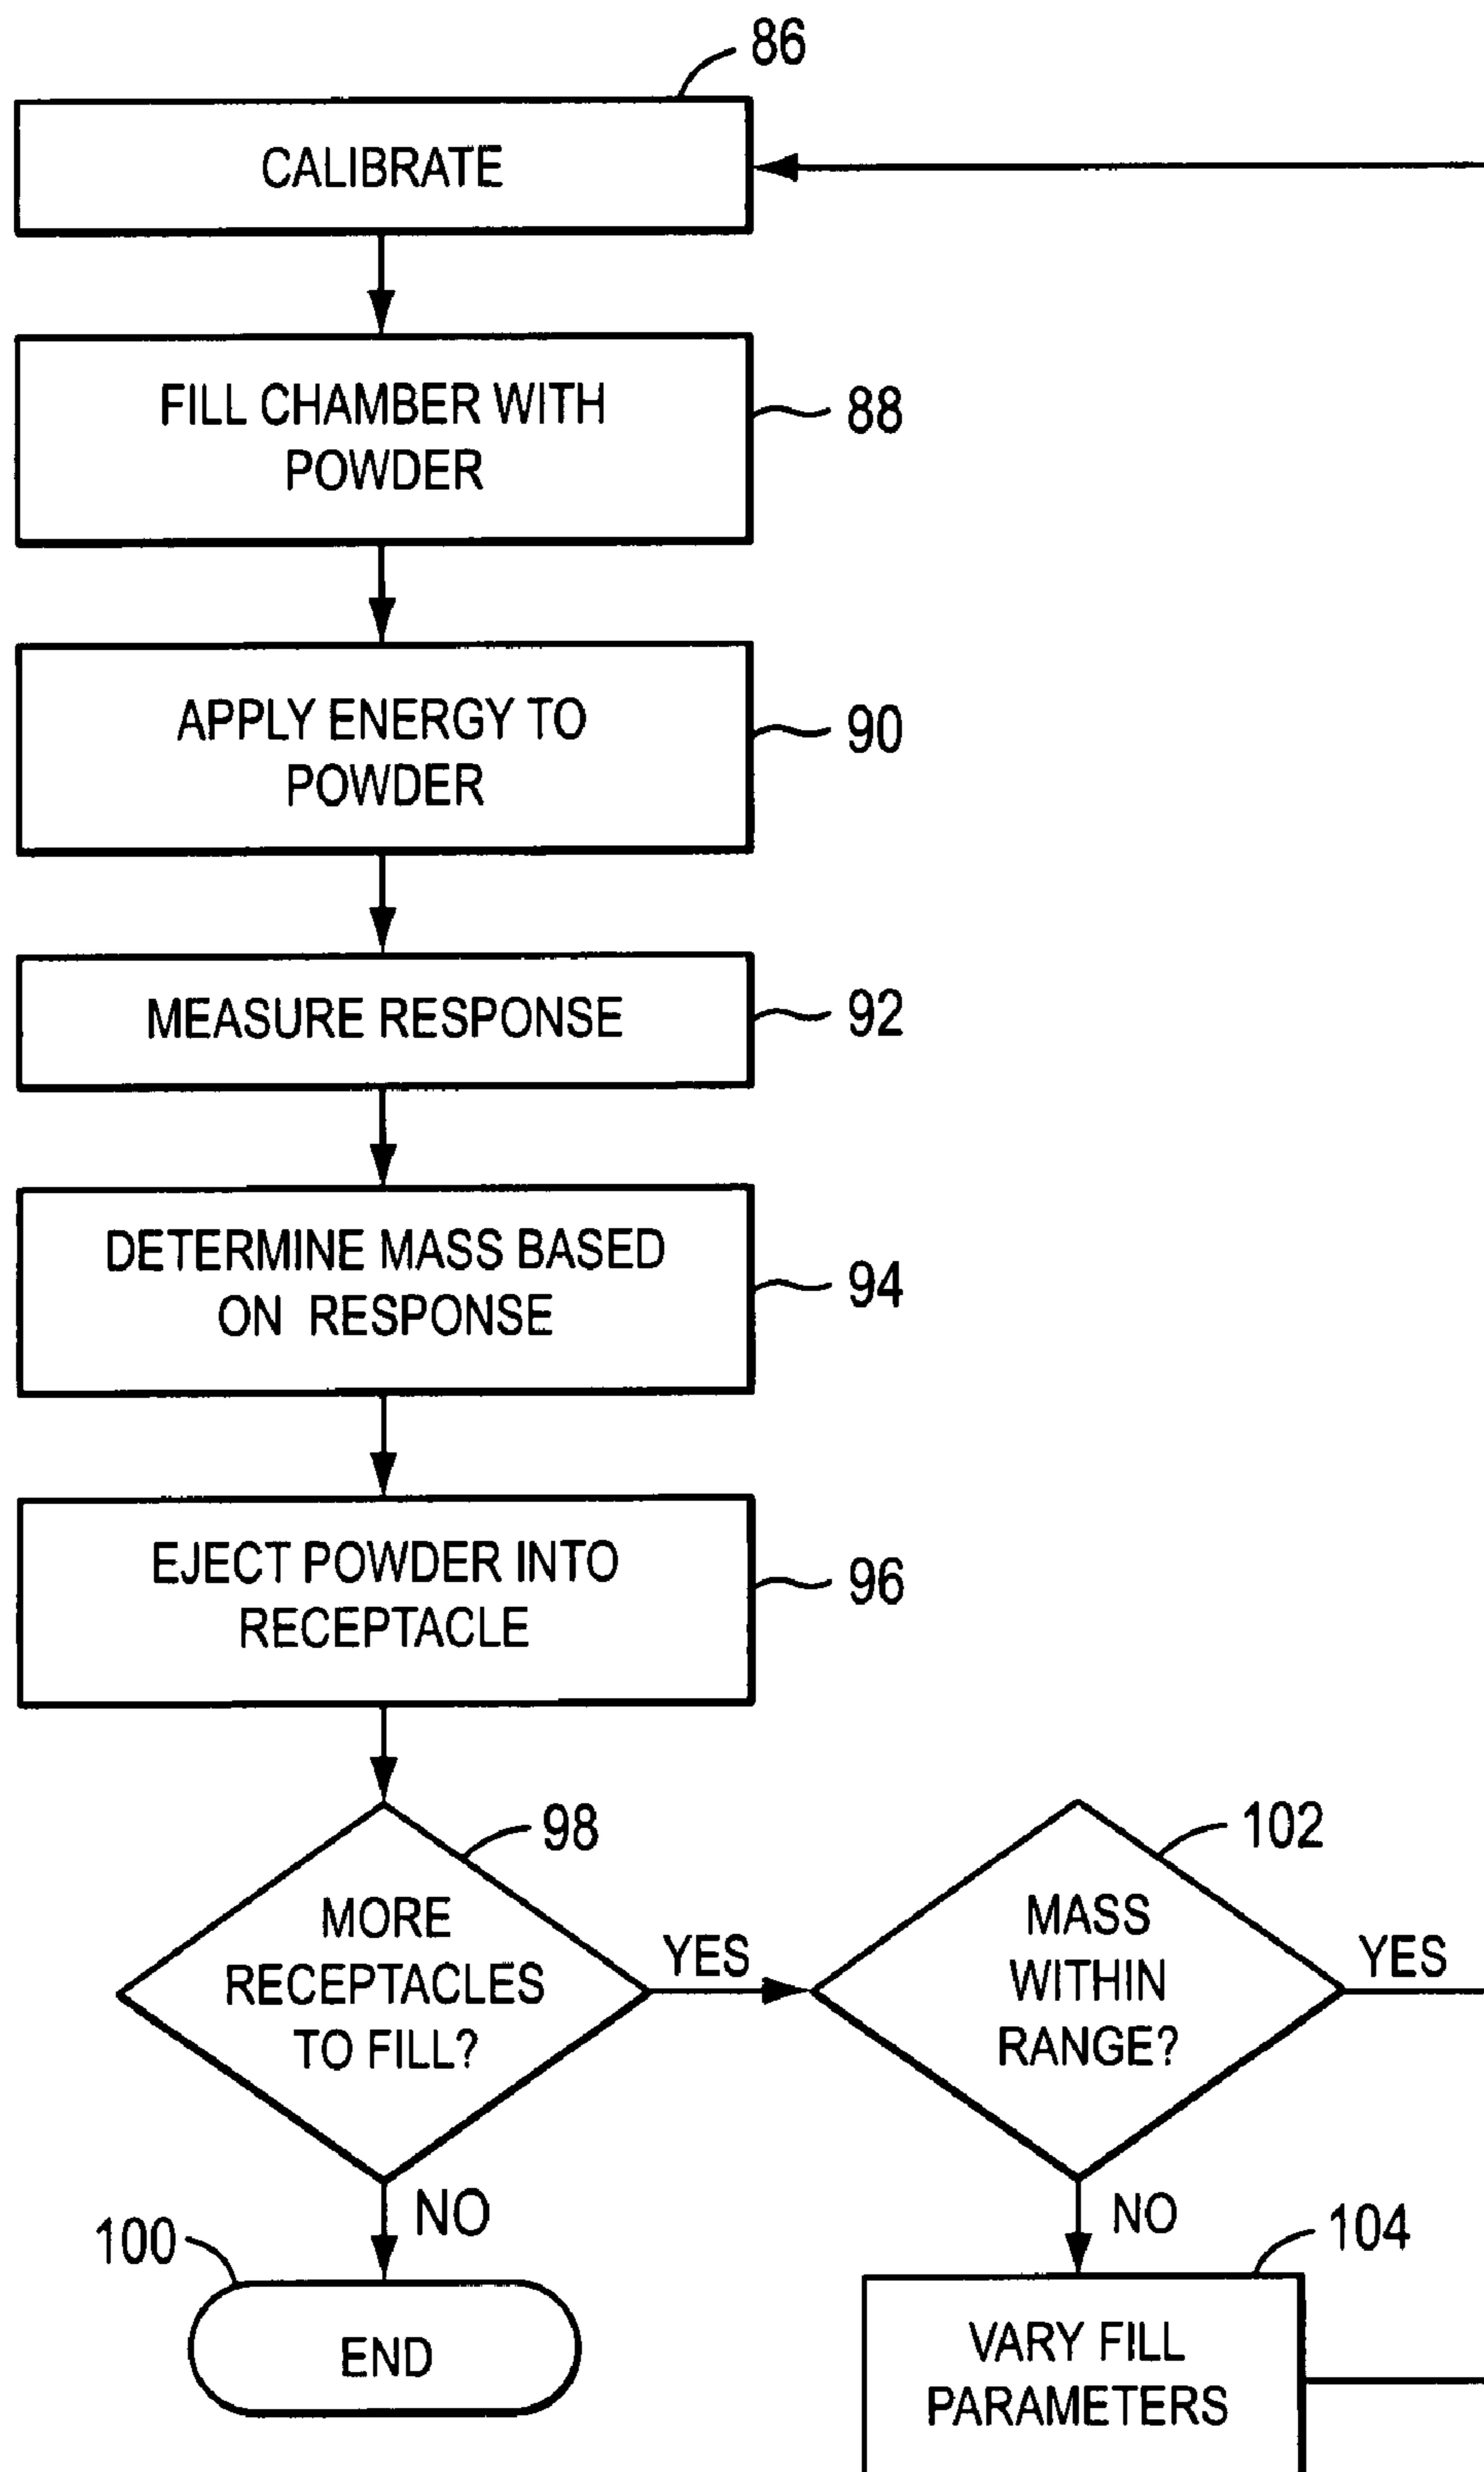 86
CALIBRATE
FILL CHAMBER WITH
POWDER
88
APPLY ENERGY TO
POWDER
90
MEASURE RESPONSE
92
DETERMINE MASS BASED
ON RESPONSE
94
EJECT POWDER INTO
RECEPTACLE
96
98
MORE
RECEPTACLES
TO FILL?
YES
102
MASS
WITHIN
RANGE?
YES
NO
100
END
NO
104
VARY FILL
PARAMETERS